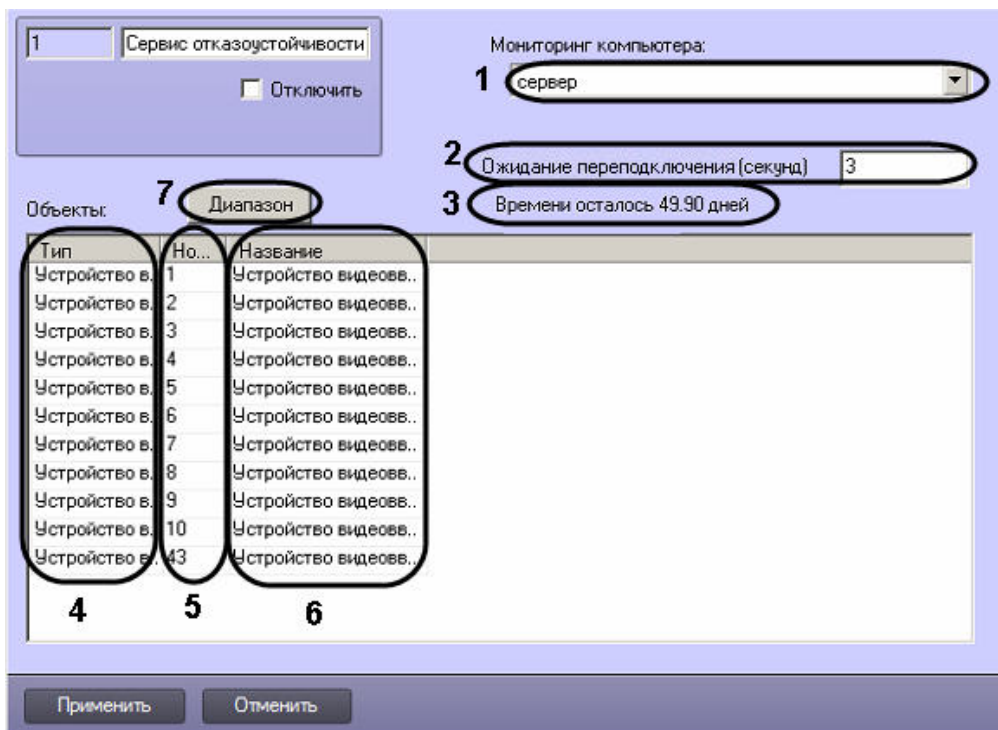 1 Сервис отказоустойчивости
Отключить
Мониторинг компьютера:
1 сервер
2 Ожидание переподключения (секунд) 3
3 Времени осталось 49.90 дней
7 Диапазон
Объекты:
Тип Но... Название
Устройство в.. 1 Устройство видеовв..
Устройство в.. 2 Устройство видеовв..
Устройство в.. 3 Устройство видеовв..
Устройство в.. 4 Устройство видеовв..
Устройство в.. 5 Устройство видеовв..
Устройство в.. 6 Устройство видеовв..
Устройство в.. 7 Устройство видеовв..
Устройство в.. 8 Устройство видеовв..
Устройство в.. 9 Устройство видеовв..
Устройство в.. 10 Устройство видеовв..
Устройство в.. 43 Устройство видеовв..
4 5 6
Применить Отменить